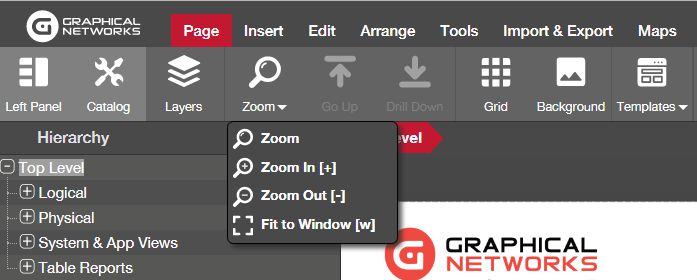 GRAPHICAL
NETWORKS
Page Insert Edit Arrange Tools Import & Export Maps
Left Panel Catalog Layers Zoom Go Up Drill Down Grid Background Templates
Hierarchy
Zoom
Zoom In [+]
Zoom Out [-]
Fit to Window [w]
Top Level
Logical
Physical
System & App Views
Table Reports
GRAPHICAL
NETWORKS